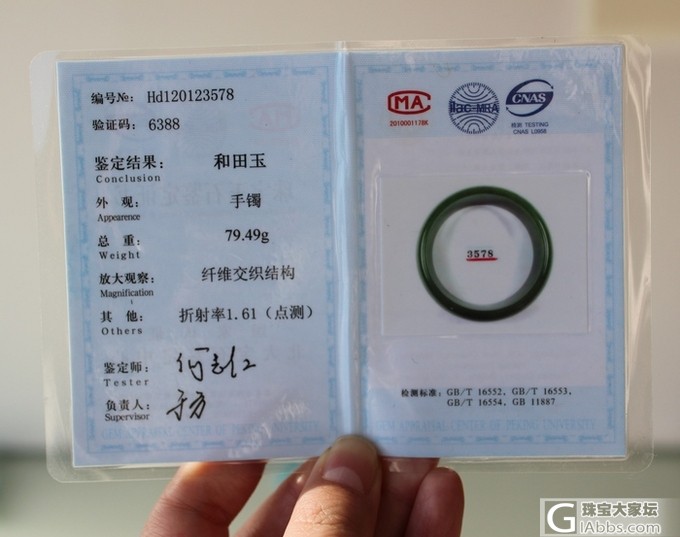 编号№: Hd120123578
验证码: 6388
鉴定结果: 和田玉
Conclusion
外 观: 手镯
Appearence
总 重: 79.49g
Weight
放大观察: 纤维交织结构
Magnification
其 他: 折射率1.61（点测）
Others
鉴定师:
Tester
负责人:
Supervisor
MA
2010001178K
ilac-MRA
CNAS
检测 TESTING
3578
检测标准: GB/T 16552, GB/T 16553,
GB/T 16554, GB 11887
珠宝大家坛
iAbbs.com